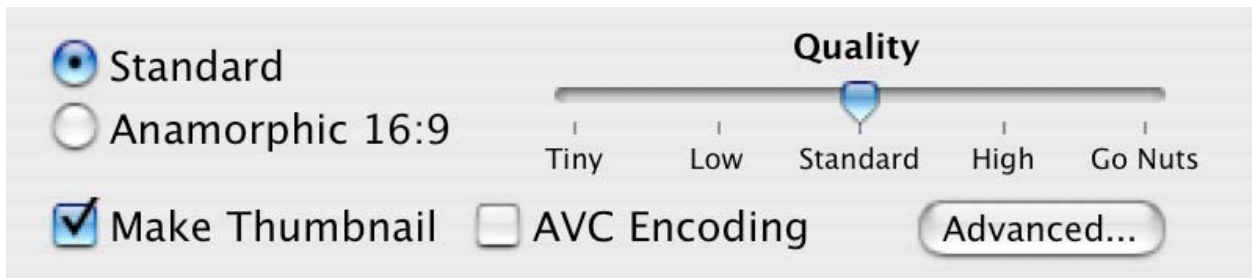 Standard
Anamorphic 16:9
Quality
Tiny Low Standard High Go Nuts
Make Thumbnail AVC Encoding Advanced...